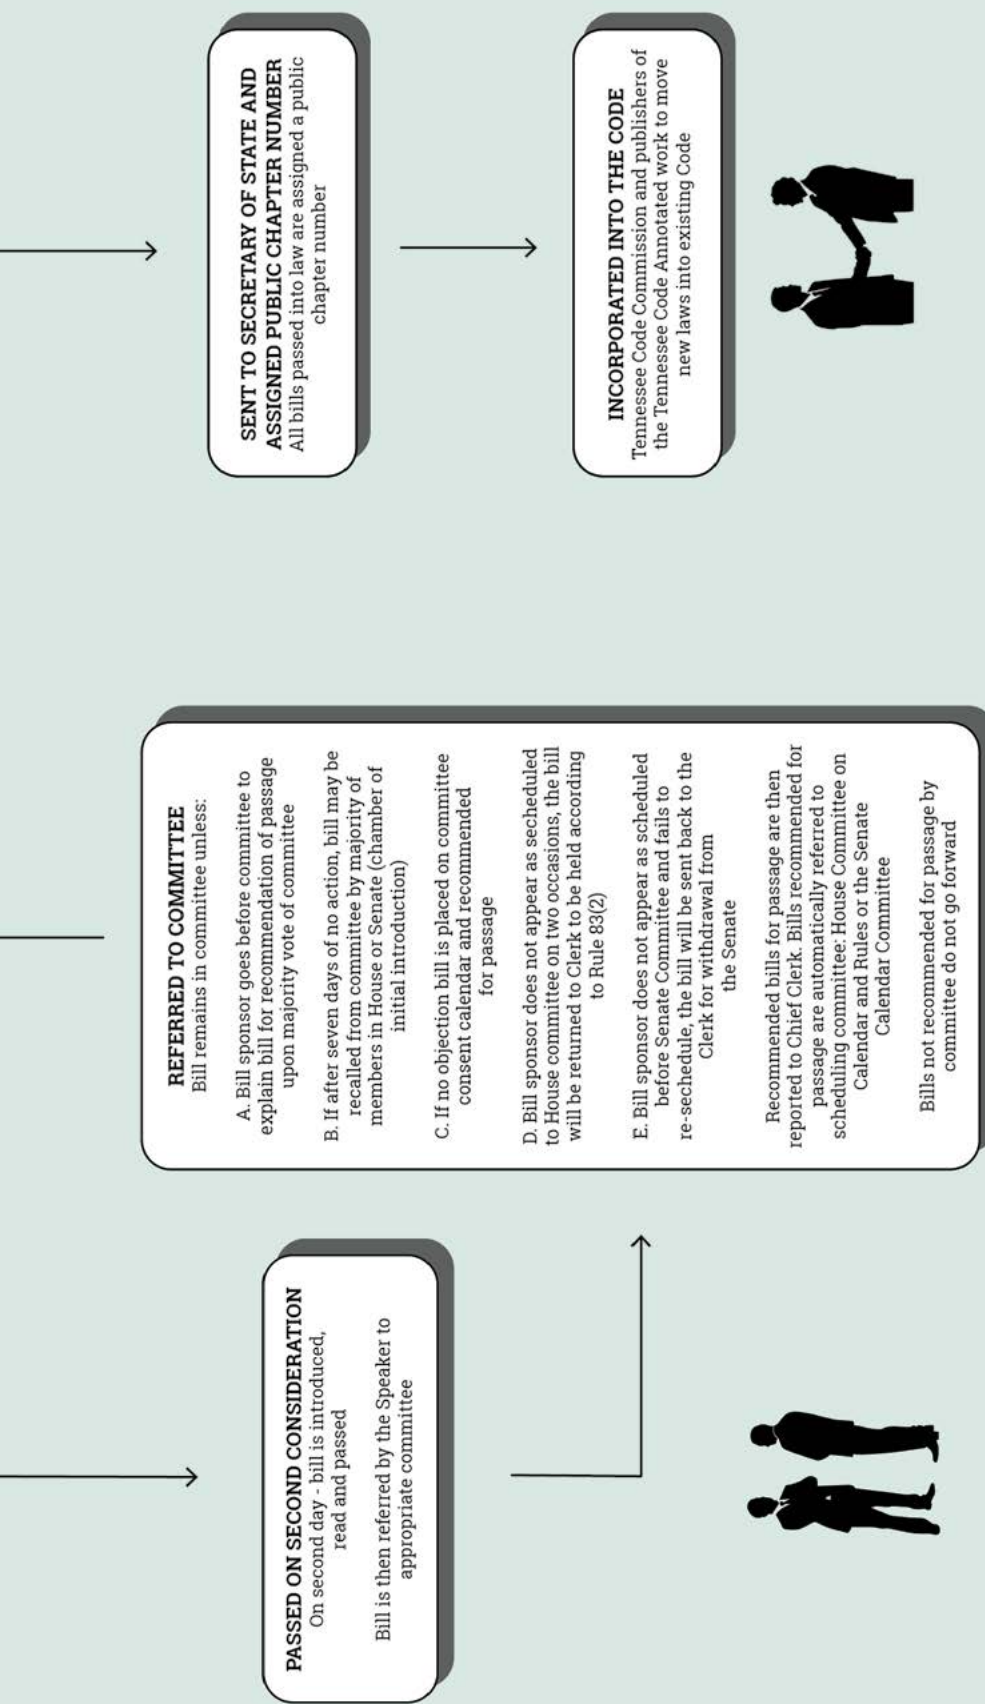 PASSED ON SECOND CONSIDERATION
On second day - bill is introduced,
read and passed
Bill is then referred by the Speaker to
appropriate committee
REFERRED TO COMMITTEE
Bill remains in committee unless:
A. Bill sponsor goes before committee to
explain bill for recommendation of passage
upon majority vote of committee
B. If after seven days of no action, bill may be
recalled from committee by majority of
members in House or Senate (chamber of
initial introduction)
C. If no objection bill is placed on committee
consent calendar and recommended
for passage
D. Bill sponsor does not appear as secheduled
to House committee on two occasions, the bill
will be returned to Clerk to be held according
to Rule 83(2)
E. Bill sponsor does not appear as scheduled
before Senate Committee and fails to
re-schedule, the bill will be sent back to the
Clerk for withdrawal from
the Senate
Recommended bills for passage are then
reported to Chief Clerk. Bills recommended for
passage are automatically referred to
scheduling committee: House Committee on
Calendar and Rules or the Senate
Calendar Committee
Bills not recommended for passage by
committee do not go forward
SENT TO SECRETARY OF STATE AND
ASSIGNED PUBLIC CHAPTER NUMBER
All bills passed into law are assigned a public
chapter number
INCORPORATED INTO THE CODE
Tennessee Code Commission and publishers of
the Tennessee Code Annotated work to move
new laws into existing Code